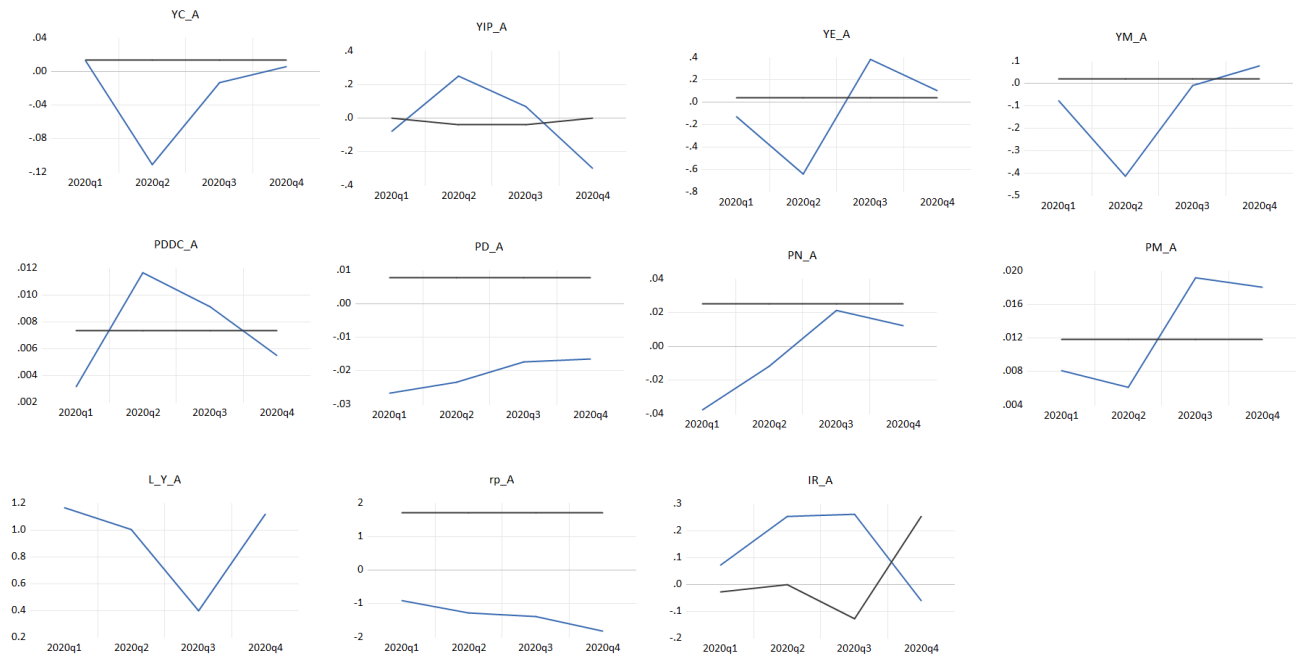 YC_A
.04
.00
-.04
-.08
-.12
2020q1 2020q2 2020q3 2020q4
YIP_A
.4
.2
.0
-.2
-.4
2020q1 2020q2 2020q3 2020q4
YE_A
.4
.2
.0
-.2
-.4
-.6
-.8
2020q1 2020q2 2020q3 2020q4
YM_A
.1
.0
-.1
-.2
-.3
-.4
-.5
2020q1 2020q2 2020q3 2020q4
PDDC_A
.012
.010
.008
.006
.004
.002
2020q1 2020q2 2020q3 2020q4
PD_A
.01
.00
-.01
-.02
-.03
2020q1 2020q2 2020q3 2020q4
PN_A
.04
.02
.00
-.02
-.04
2020q1 2020q2 2020q3 2020q4
PM_A
.020
.016
.012
.008
.004
2020q1 2020q2 2020q3 2020q4
L_Y_A
1.2
1.0
0.8
0.6
0.4
0.2
2020q1 2020q2 2020q3 2020q4
rp_A
2
1
0
-1
-2
2020q1 2020q2 2020q3 2020q4
IR_A
.3
.2
.1
.0
-.1
-.2
2020q1 2020q2 2020q3 2020q4